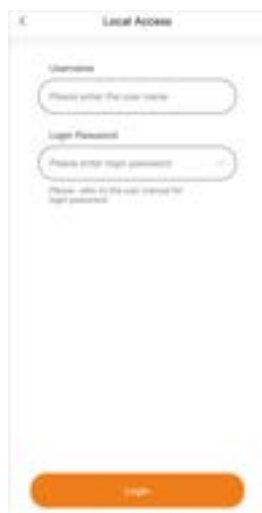 Local Access
Username
Please enter the user name
Login Password
Please enter login password
Please refer to the user manual for
login password
Login